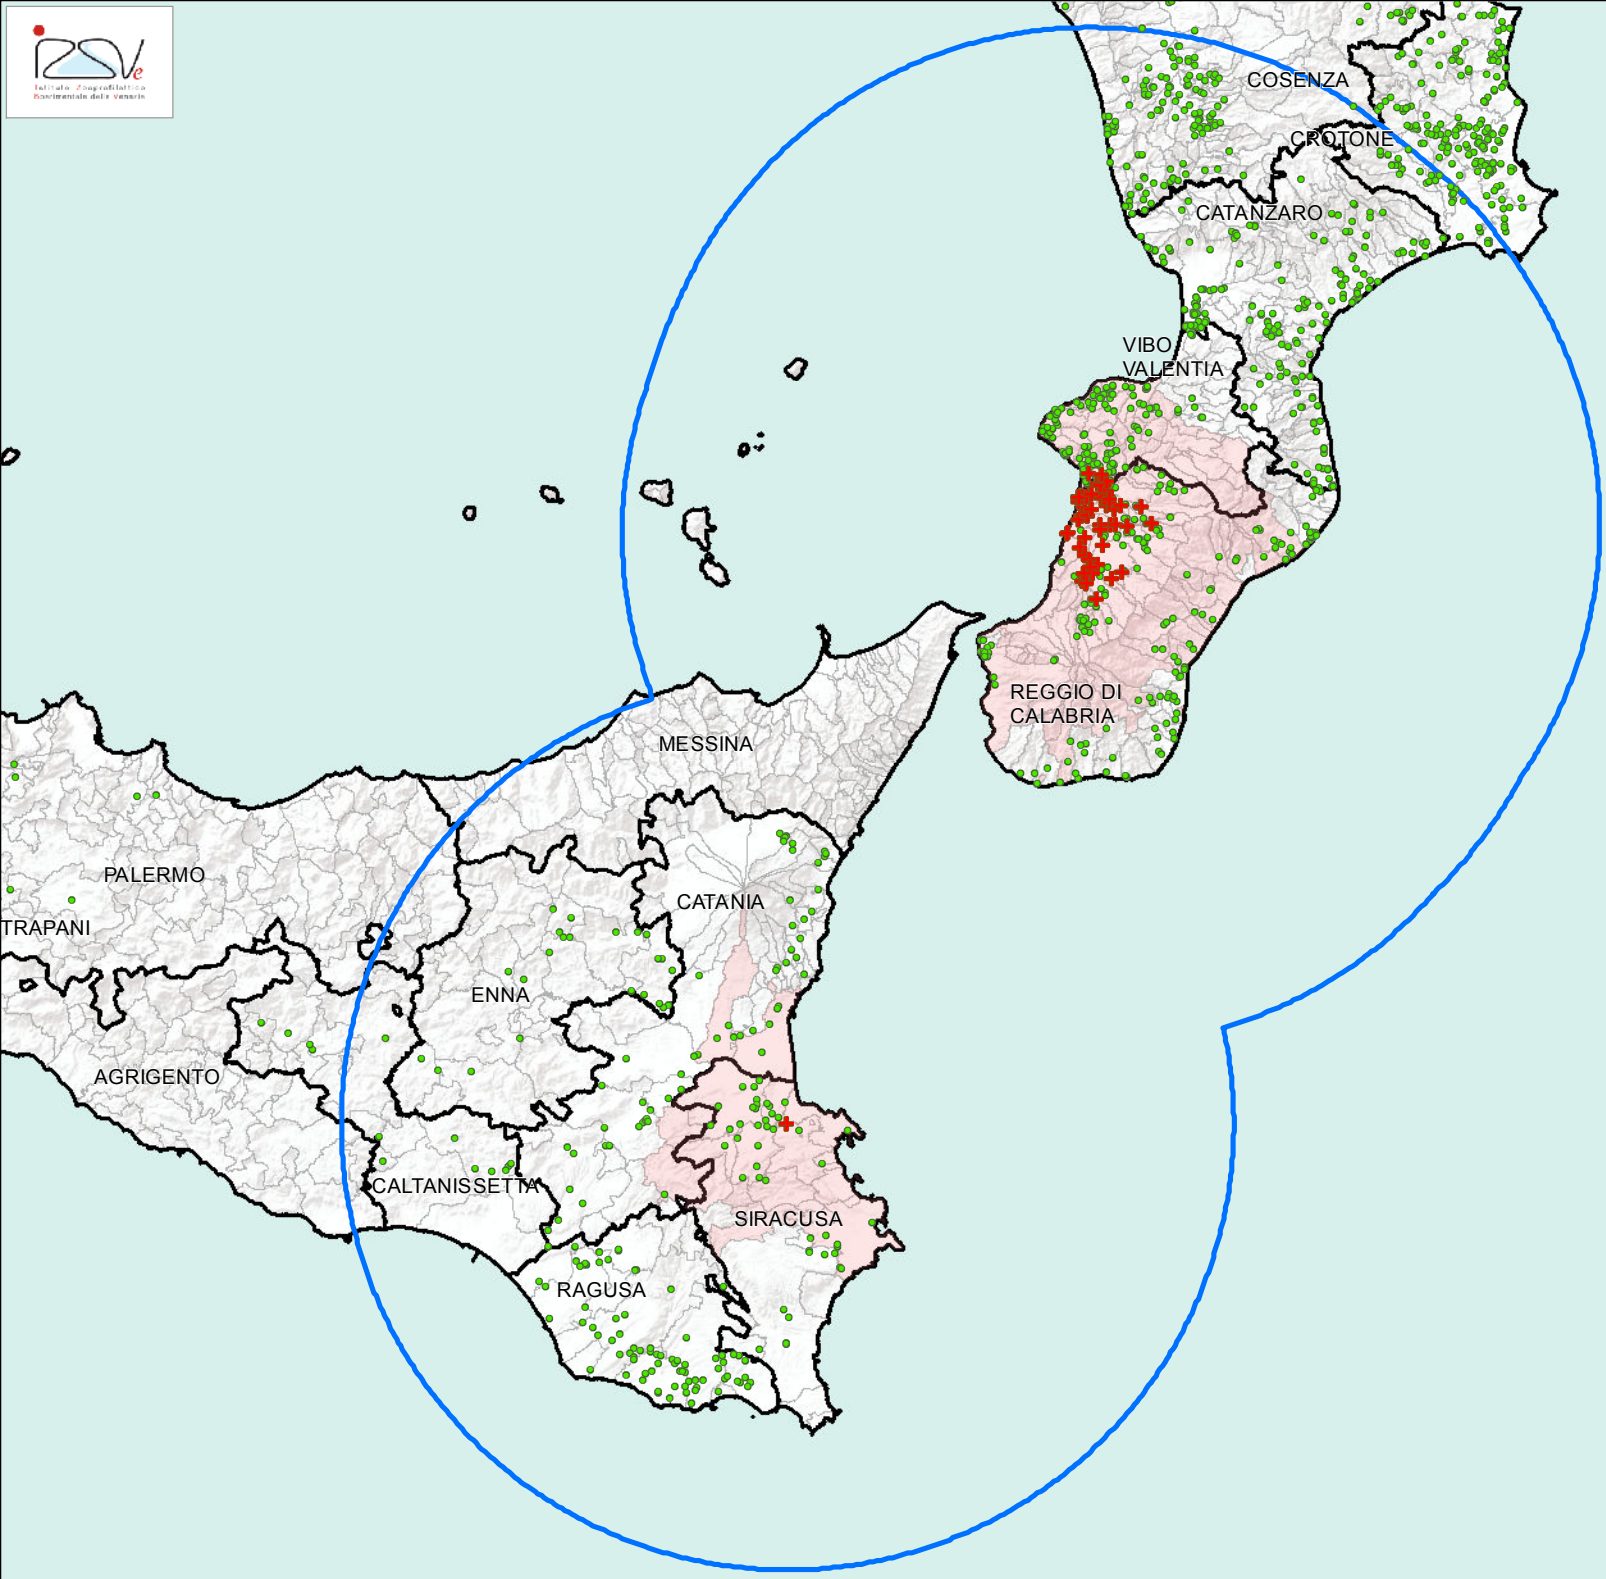 IZSVe
COSENZA
CROTONE
CATANZARO
VIBO
VALENTIA
REGGIO DI
CALABRIA
MESSINA
PALERMO
CATANIA
TRAPANI
ENNA
AGRIGENTO
CALTANISSETTA
SIRACUSA
RAGUSA